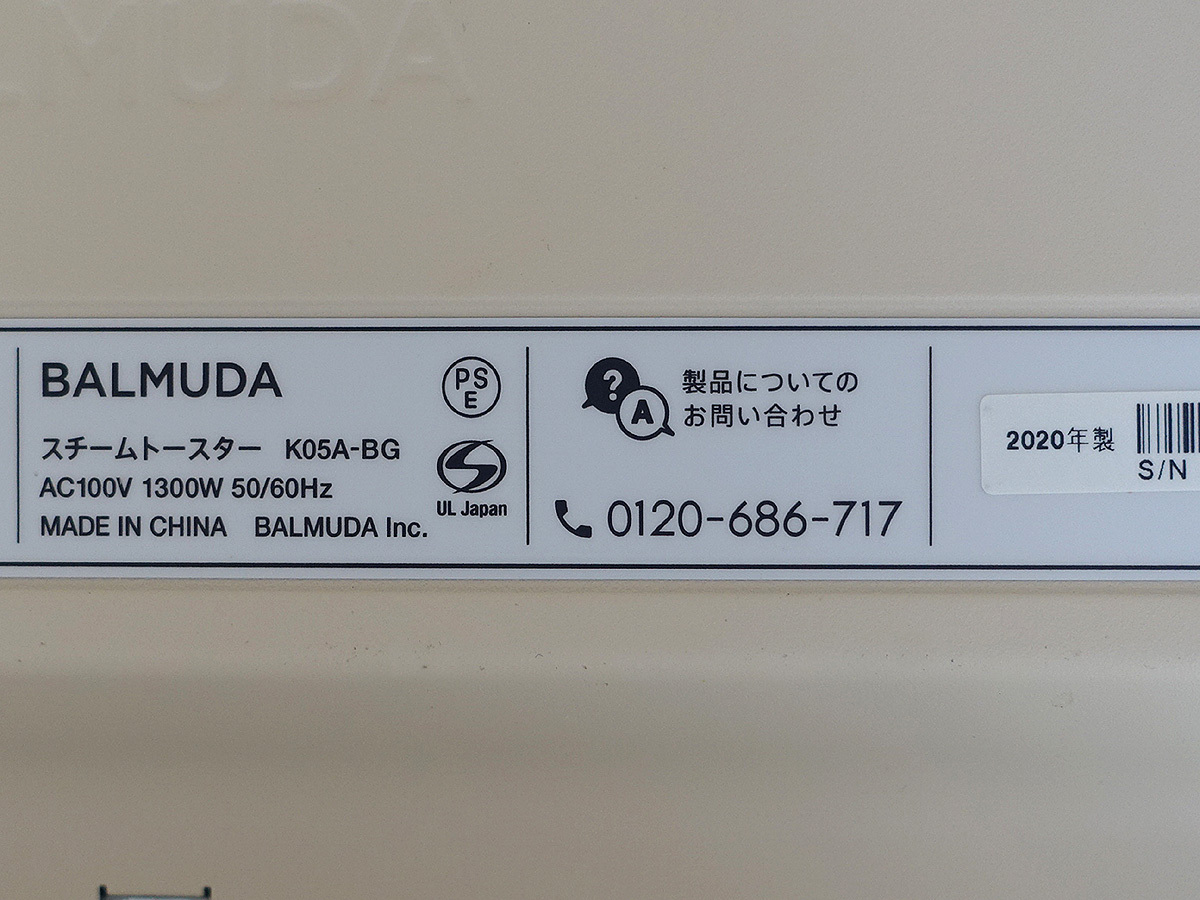 BALMUDA
BALMUDA
スチームトースター K05A-BG
AC100V 1300W 50/60Hz
MADE IN CHINA BALMUDA Inc.
PS
E
UL Japan
?
A
製品についての
お問い合わせ
0120-686-717
2020年製
S/N